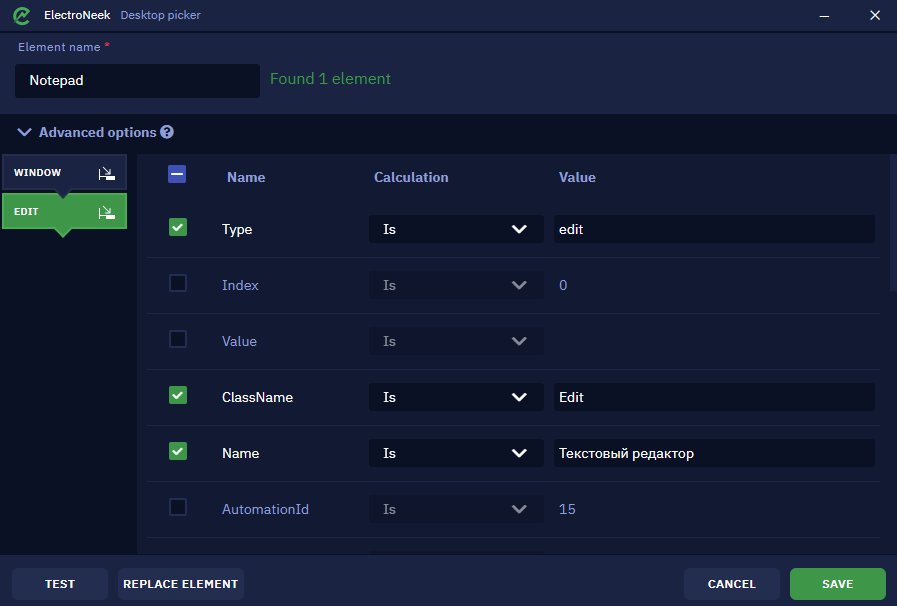 ElectroNeek Desktop picker
Element name *
Notepad
Found 1 element
Advanced options ?
WINDOW
EDIT
Name Calculation Value
Type Is edit
Index Is 0
Value Is
ClassName Is Edit
Name Is Текстовый редактор
AutomationId Is 15
TEST REPLACE ELEMENT CANCEL SAVE